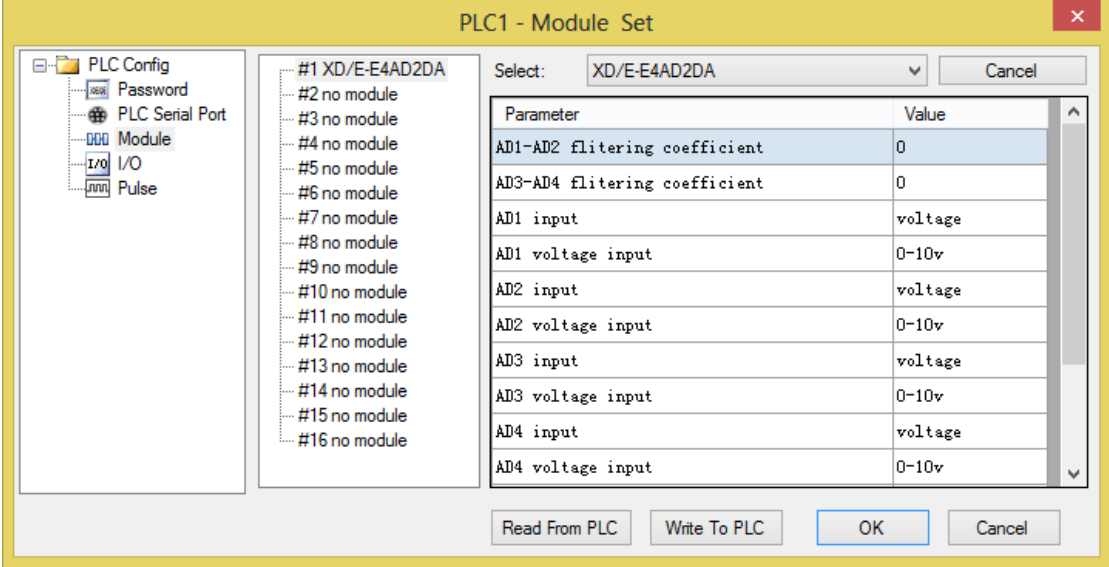 PLC1 - Module Set
PLC Config
Password
PLC Serial Port
Module
I/O
I/O
Pulse
#1 XD/E-E4AD2DA
#2 no module
#3 no module
#4 no module
#5 no module
#6 no module
#7 no module
#8 no module
#9 no module
#10 no module
#11 no module
#12 no module
#13 no module
#14 no module
#15 no module
#16 no module
Select: XD/E-E4AD2DA Cancel
Parameter Value
AD1-AD2 flitering coefficient 0
AD3-AD4 flitering coefficient 0
AD1 input voltage
AD1 voltage input 0-10v
AD2 input voltage
AD2 voltage input 0-10v
AD3 input voltage
AD3 voltage input 0-10v
AD4 input voltage
AD4 voltage input 0-10v
Read From PLC Write To PLC OK Cancel